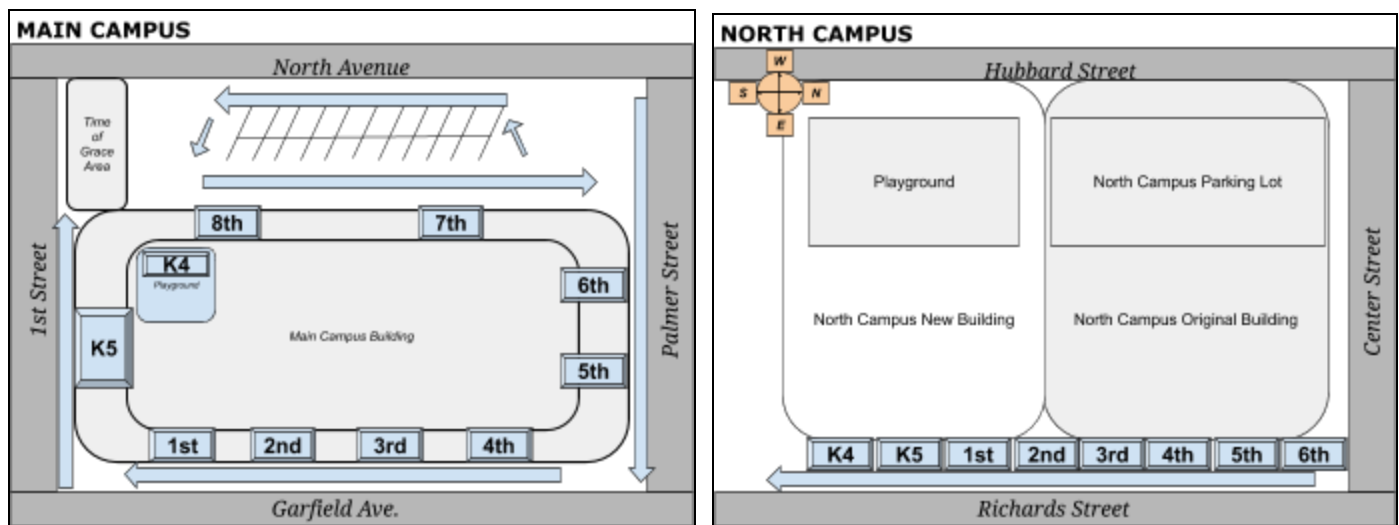 MAIN CAMPUS
North Avenue
Time
of
Grace
Area
8th
7th
K4
Playground
6th
1st Street
Palmer Street
Main Campus Building
K5
5th
1st
2nd
3rd
4th
Garfield Ave.
NORTH CAMPUS
W
Hubbard Street
S
N
E
Playground
North Campus Parking Lot
Center Street
North Campus New Building
North Campus Original Building
K4
K5
1st
2nd
3rd
4th
5th
6th
Richards Street